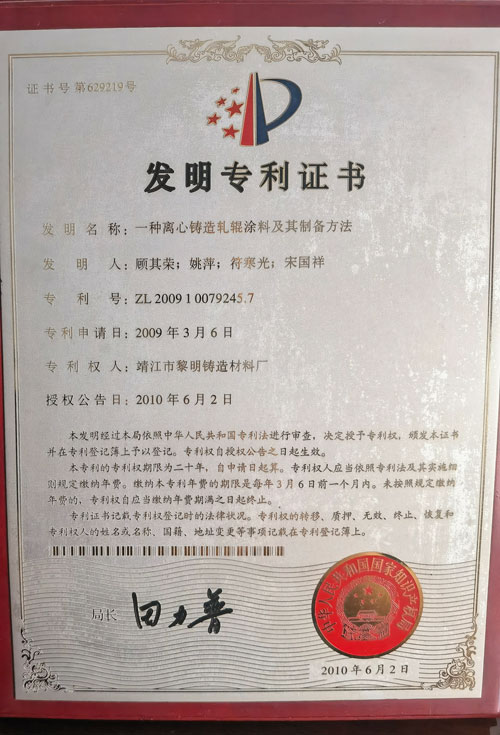 证书号第629219号
发明专利证书
发明名称：一种离心铸造轧辊涂料及其制备方法
发明人：顾其荣；姚萍；符寒光；宋国祥
专利号：ZL 2009 1 0079245.7
专利申请日：2009年3月6日
专利权人：靖江市黎明铸造材料厂
授权公告日：2010年6月2日
本发明经过本局依照中华人民共和国专利法进行审查，决定授予专利权，颁发本证书
并在专利登记簿上予以登记。专利权自授权公告之日起生效。
本专利的专利权期限为二十年，自申请日起算。专利权人应当依照专利法及其实施细
则规定缴纳年费。缴纳本专利年费的期限是每年3月6日前一个月内。未按照规定缴纳
年费的，专利权自应当缴纳年费期满之日起终止。
专利证书记载专利权登记时的法律状况。专利权的转移、质押、无效、终止、恢复和
专利权人的姓名或名称、国籍、地址变更等事项记载在专利登记簿上。
局长 田力普
中华人民共和国国家知识产权局
2010年6月2日